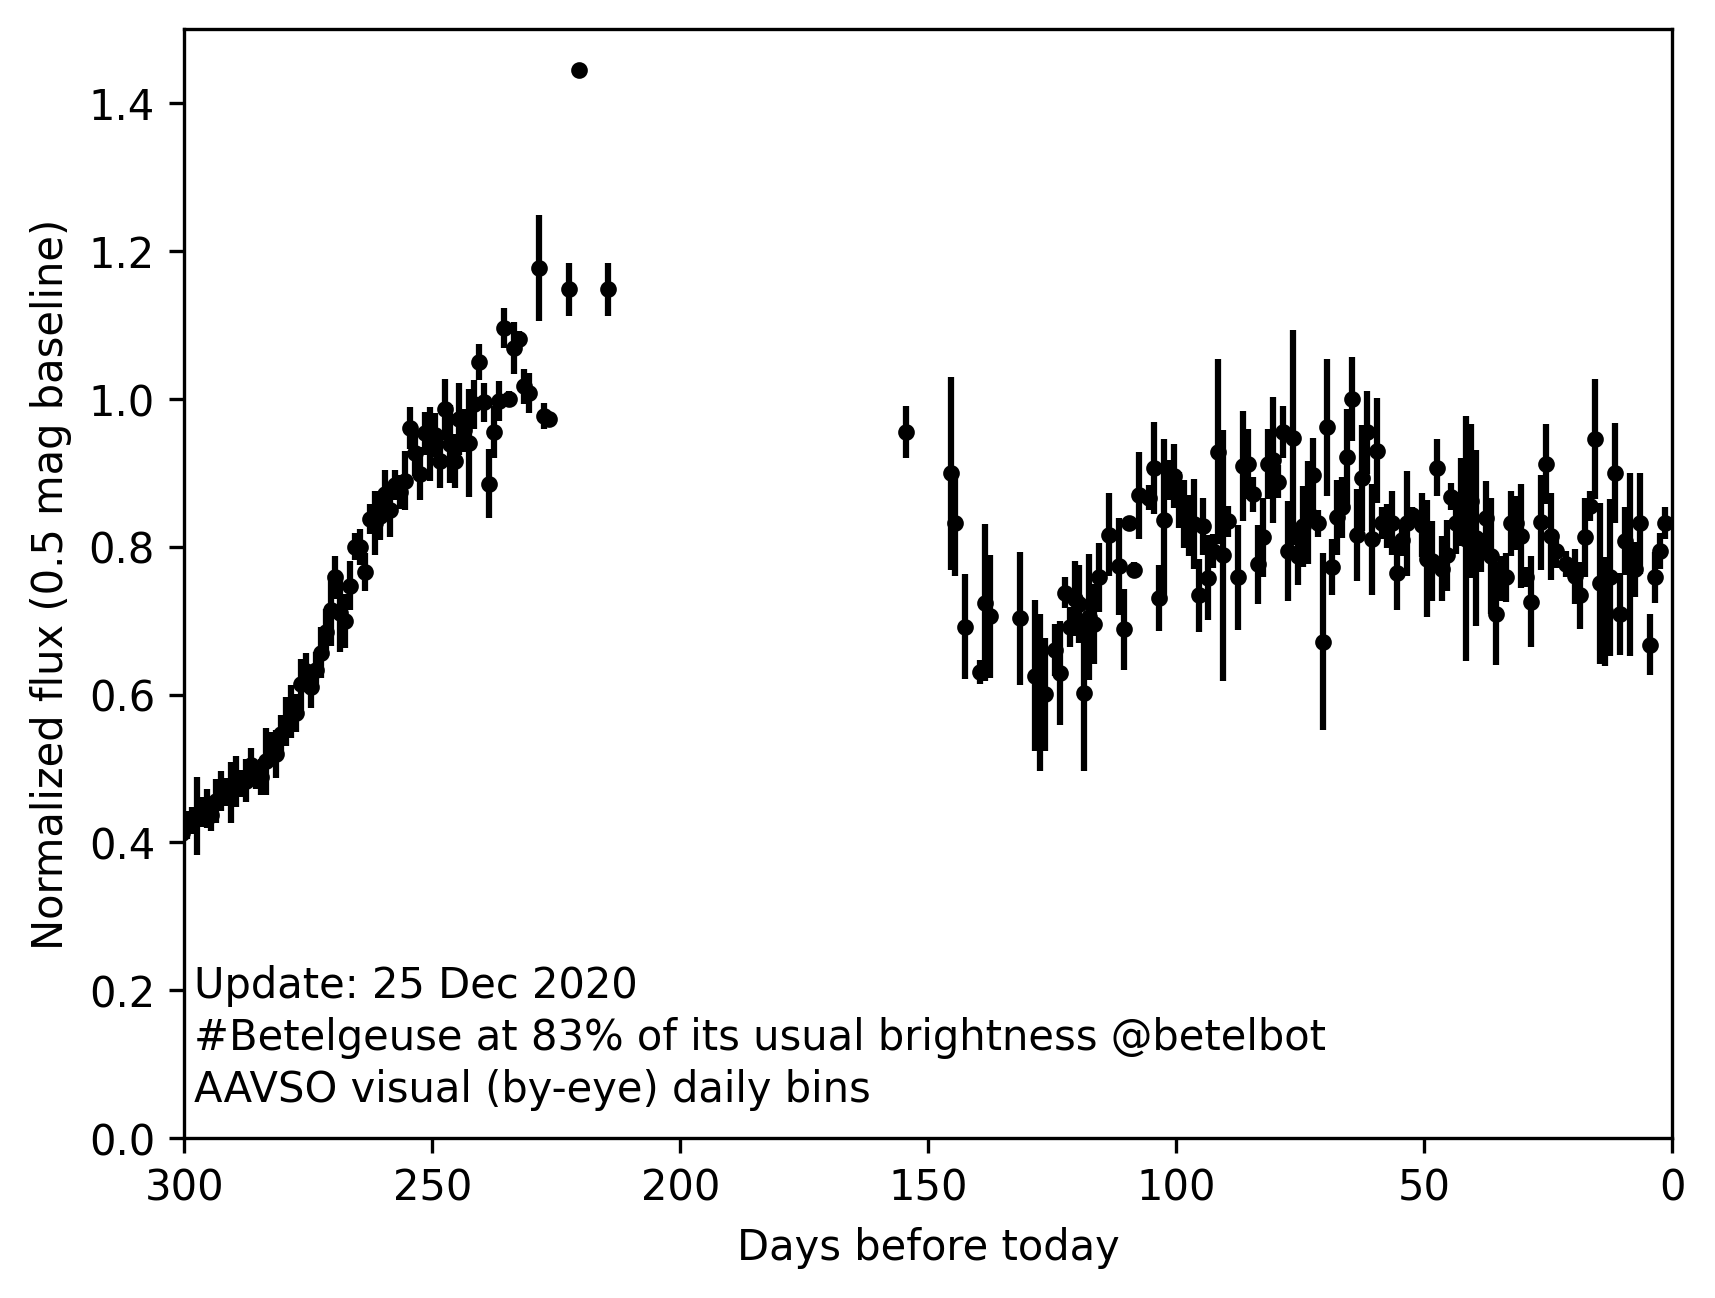 1.4
1.2
1.0
0.8
0.6
0.4
0.2
0.0
Normalized flux (0.5 mag baseline)
Update: 25 Dec 2020
#Betelgeuse at 83% of its usual brightness @betelbot
AAVSO visual (by-eye) daily bins
300 250 200 150 100 50 0
Days before today